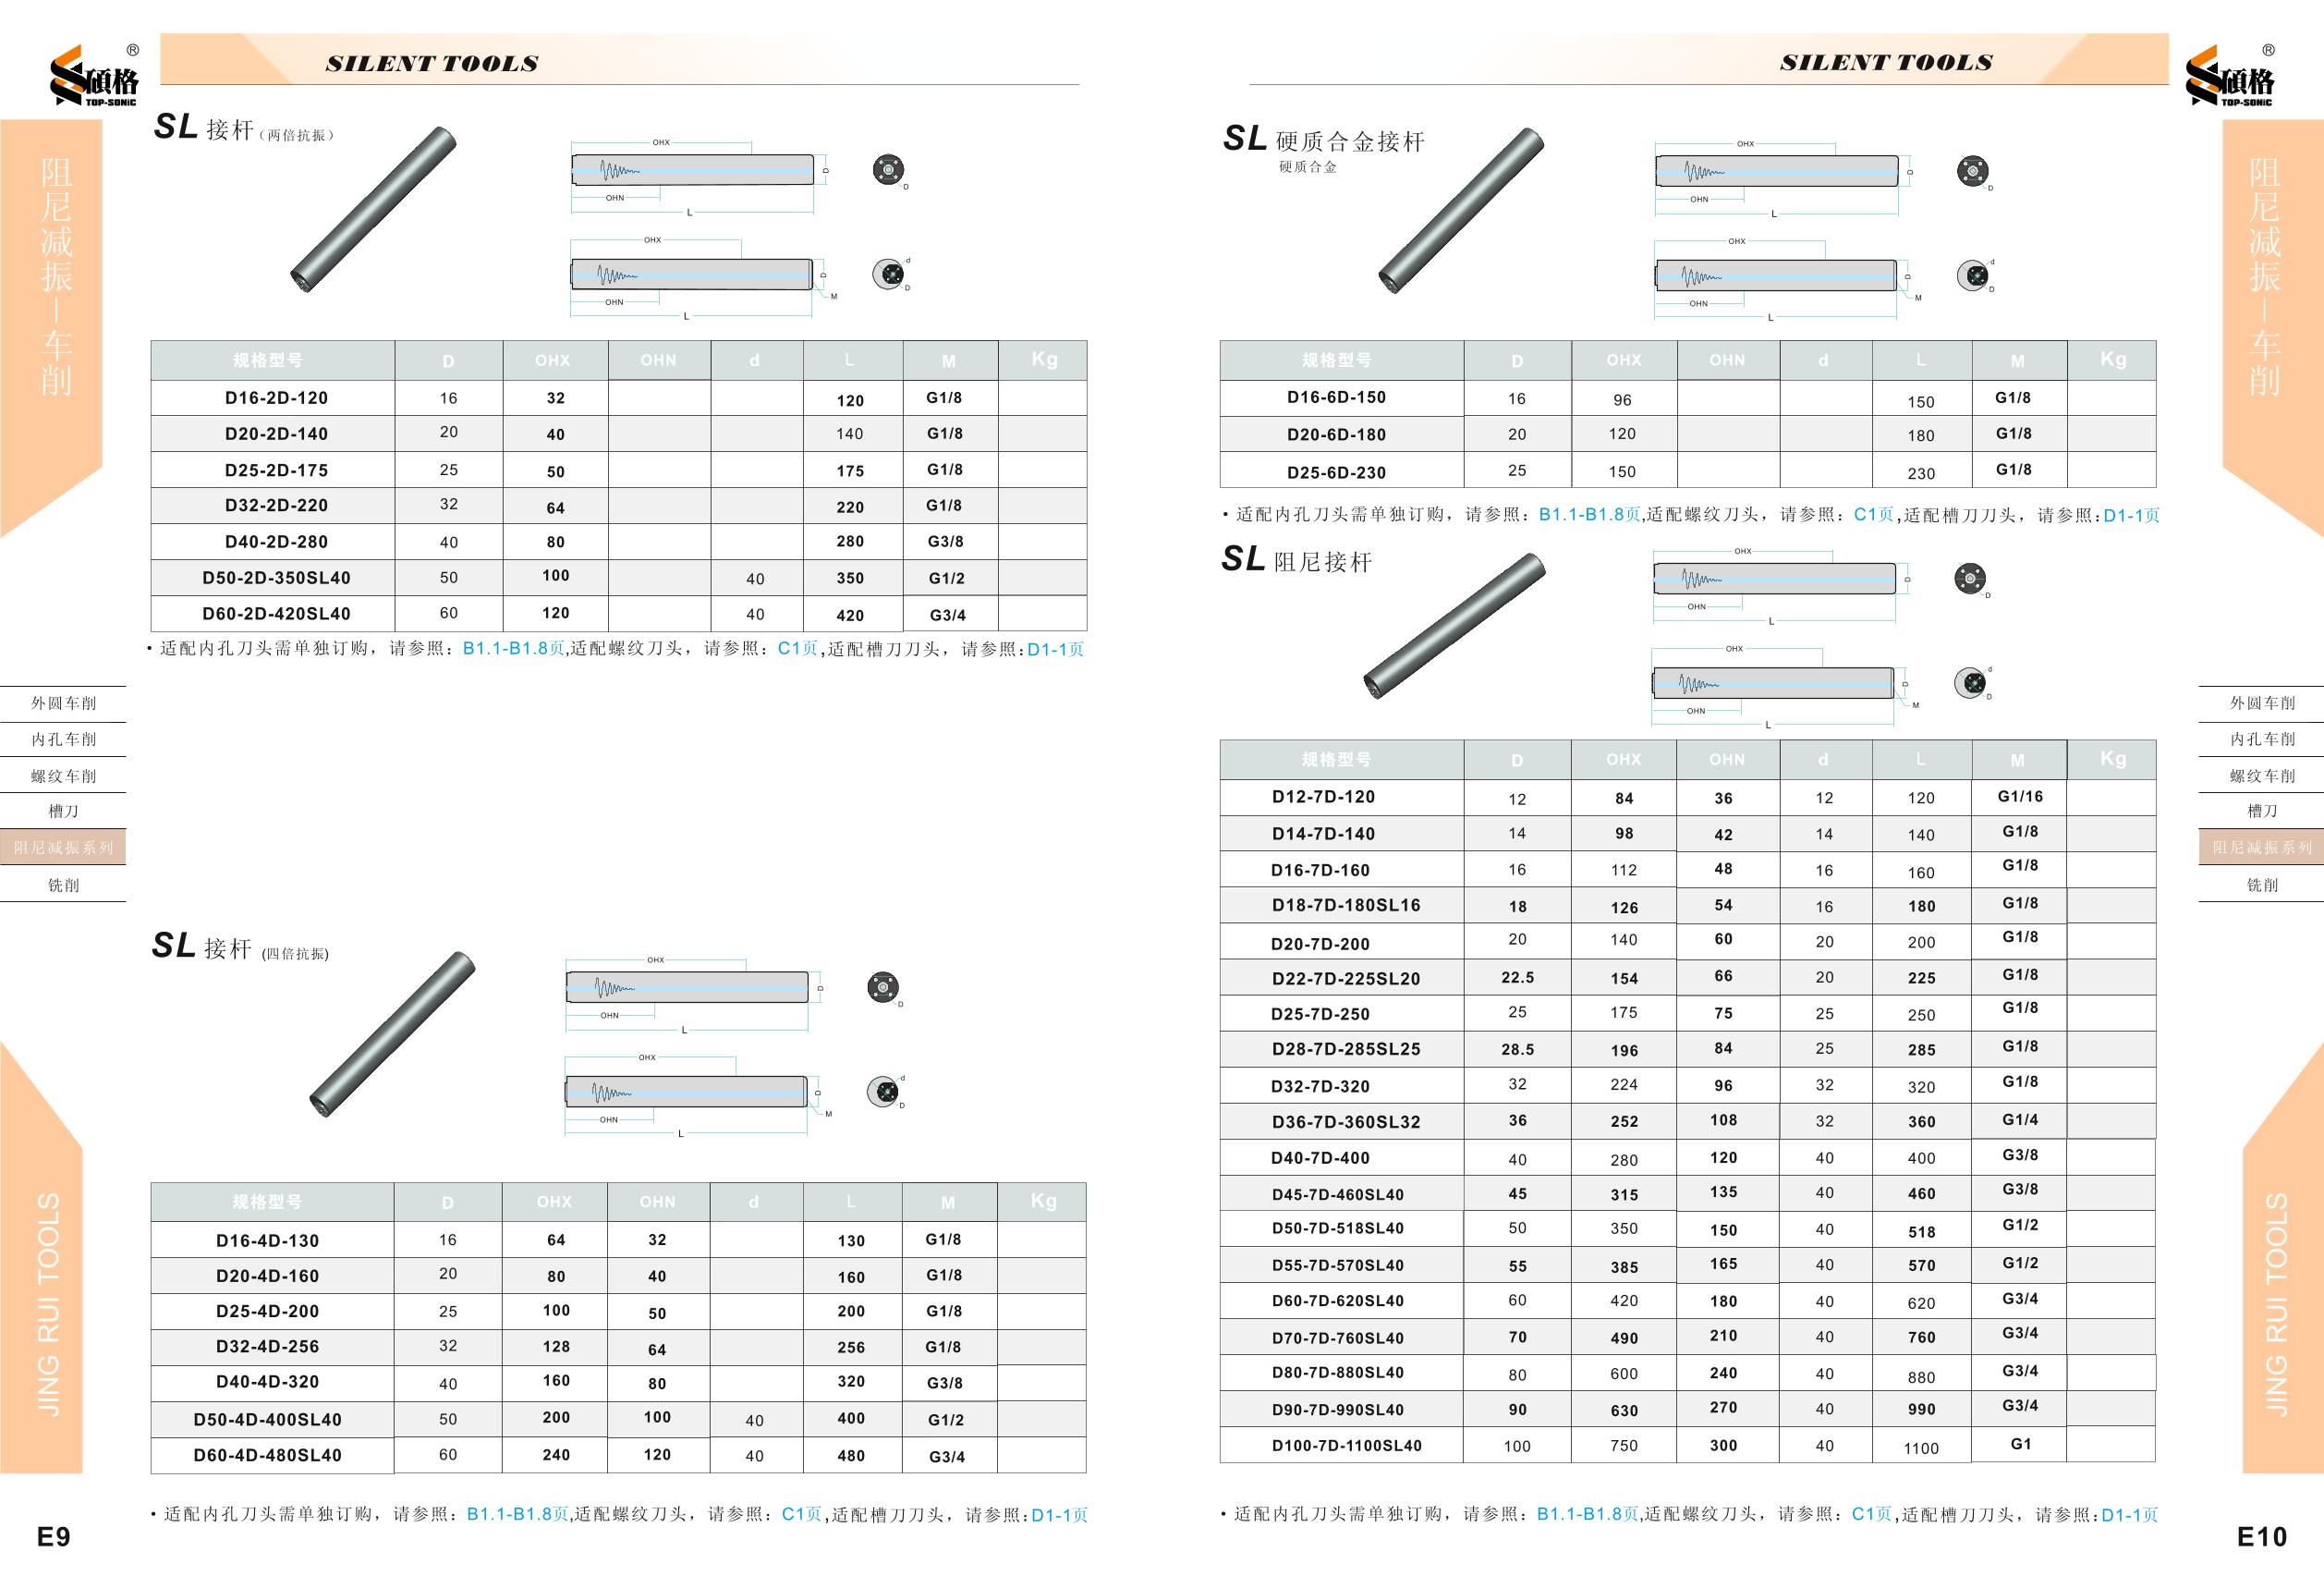 碩格
®
TOP-SONIC
SILENT TOOLS
阻尼减振—车削
SL 接杆（两倍抗振）
OHX
D
OHN
L
D
OHX
D
OHN
M
L
d
D
规格型号 D OHX OHN d L M Kg
D16-2D-120 16 32 120 G1/8
D20-2D-140 20 40 140 G1/8
D25-2D-175 25 50 175 G1/8
D32-2D-220 32 64 220 G1/8
D40-2D-280 40 80 280 G3/8
D50-2D-350SL40 50 100 40 350 G1/2
D60-2D-420SL40 60 120 40 420 G3/4
·适配内孔刀头需单独订购，请参照：B1.1-B1.8页,适配螺纹刀头，请参照：C1页,适配槽刀刀头，请参照:D1-1页
外圆车削
内孔车削
螺纹车削
槽刀
阻尼减振系列
铣削
SL 接杆 (四倍抗振)
OHX
D
OHN
L
D
OHX
D
OHN
M
L
d
D
规格型号 D OHX OHN d L M Kg
D16-4D-130 16 64 32 130 G1/8
D20-4D-160 20 80 40 160 G1/8
D25-4D-200 25 100 50 200 G1/8
D32-4D-256 32 128 64 256 G1/8
D40-4D-320 40 160 80 320 G3/8
D50-4D-400SL40 50 200 100 40 400 G1/2
D60-4D-480SL40 60 240 120 40 480 G3/4
·适配内孔刀头需单独订购，请参照：B1.1-B1.8页,适配螺纹刀头，请参照：C1页,适配槽刀刀头，请参照:D1-1页
JING RUI TOOLS
E9
SILENT TOOLS
碩格
®
TOP-SONIC
阻尼减振—车削
SL 硬质合金接杆
硬质合金
OHX
D
OHN
L
D
OHX
D
OHN
M
L
d
D
规格型号 D OHX OHN d L M Kg
D16-6D-150 16 96 150 G1/8
D20-6D-180 20 120 180 G1/8
D25-6D-230 25 150 230 G1/8
·适配内孔刀头需单独订购，请参照：B1.1-B1.8页,适配螺纹刀头，请参照：C1页,适配槽刀刀头，请参照:D1-1页
SL 阻尼接杆
OHX
D
OHN
L
D
OHX
D
OHN
M
L
d
D
规格型号 D OHX OHN d L M Kg
D12-7D-120 12 84 36 12 120 G1/16
D14-7D-140 14 98 42 14 140 G1/8
D16-7D-160 16 112 48 16 160 G1/8
D18-7D-180SL16 18 126 54 16 180 G1/8
D20-7D-200 20 140 60 20 200 G1/8
D22-7D-225SL20 22.5 154 66 20 225 G1/8
D25-7D-250 25 175 75 25 250 G1/8
D28-7D-285SL25 28.5 196 84 25 285 G1/8
D32-7D-320 32 224 96 32 320 G1/8
D36-7D-360SL32 36 252 108 32 360 G1/4
D40-7D-400 40 280 120 40 400 G3/8
D45-7D-460SL40 45 315 135 40 460 G3/8
D50-7D-518SL40 50 350 150 40 518 G1/2
D55-7D-570SL40 55 385 165 40 570 G1/2
D60-7D-620SL40 60 420 180 40 620 G3/4
D70-7D-760SL40 70 490 210 40 760 G3/4
D80-7D-880SL40 80 600 240 40 880 G3/4
D90-7D-990SL40 90 630 270 40 990 G3/4
D100-7D-1100SL40 100 750 300 40 1100 G1
·适配内孔刀头需单独订购，请参照：B1.1-B1.8页,适配螺纹刀头，请参照：C1页,适配槽刀刀头，请参照:D1-1页
外圆车削
内孔车削
螺纹车削
槽刀
阻尼减振系列
铣削
JING RUI TOOLS
E10